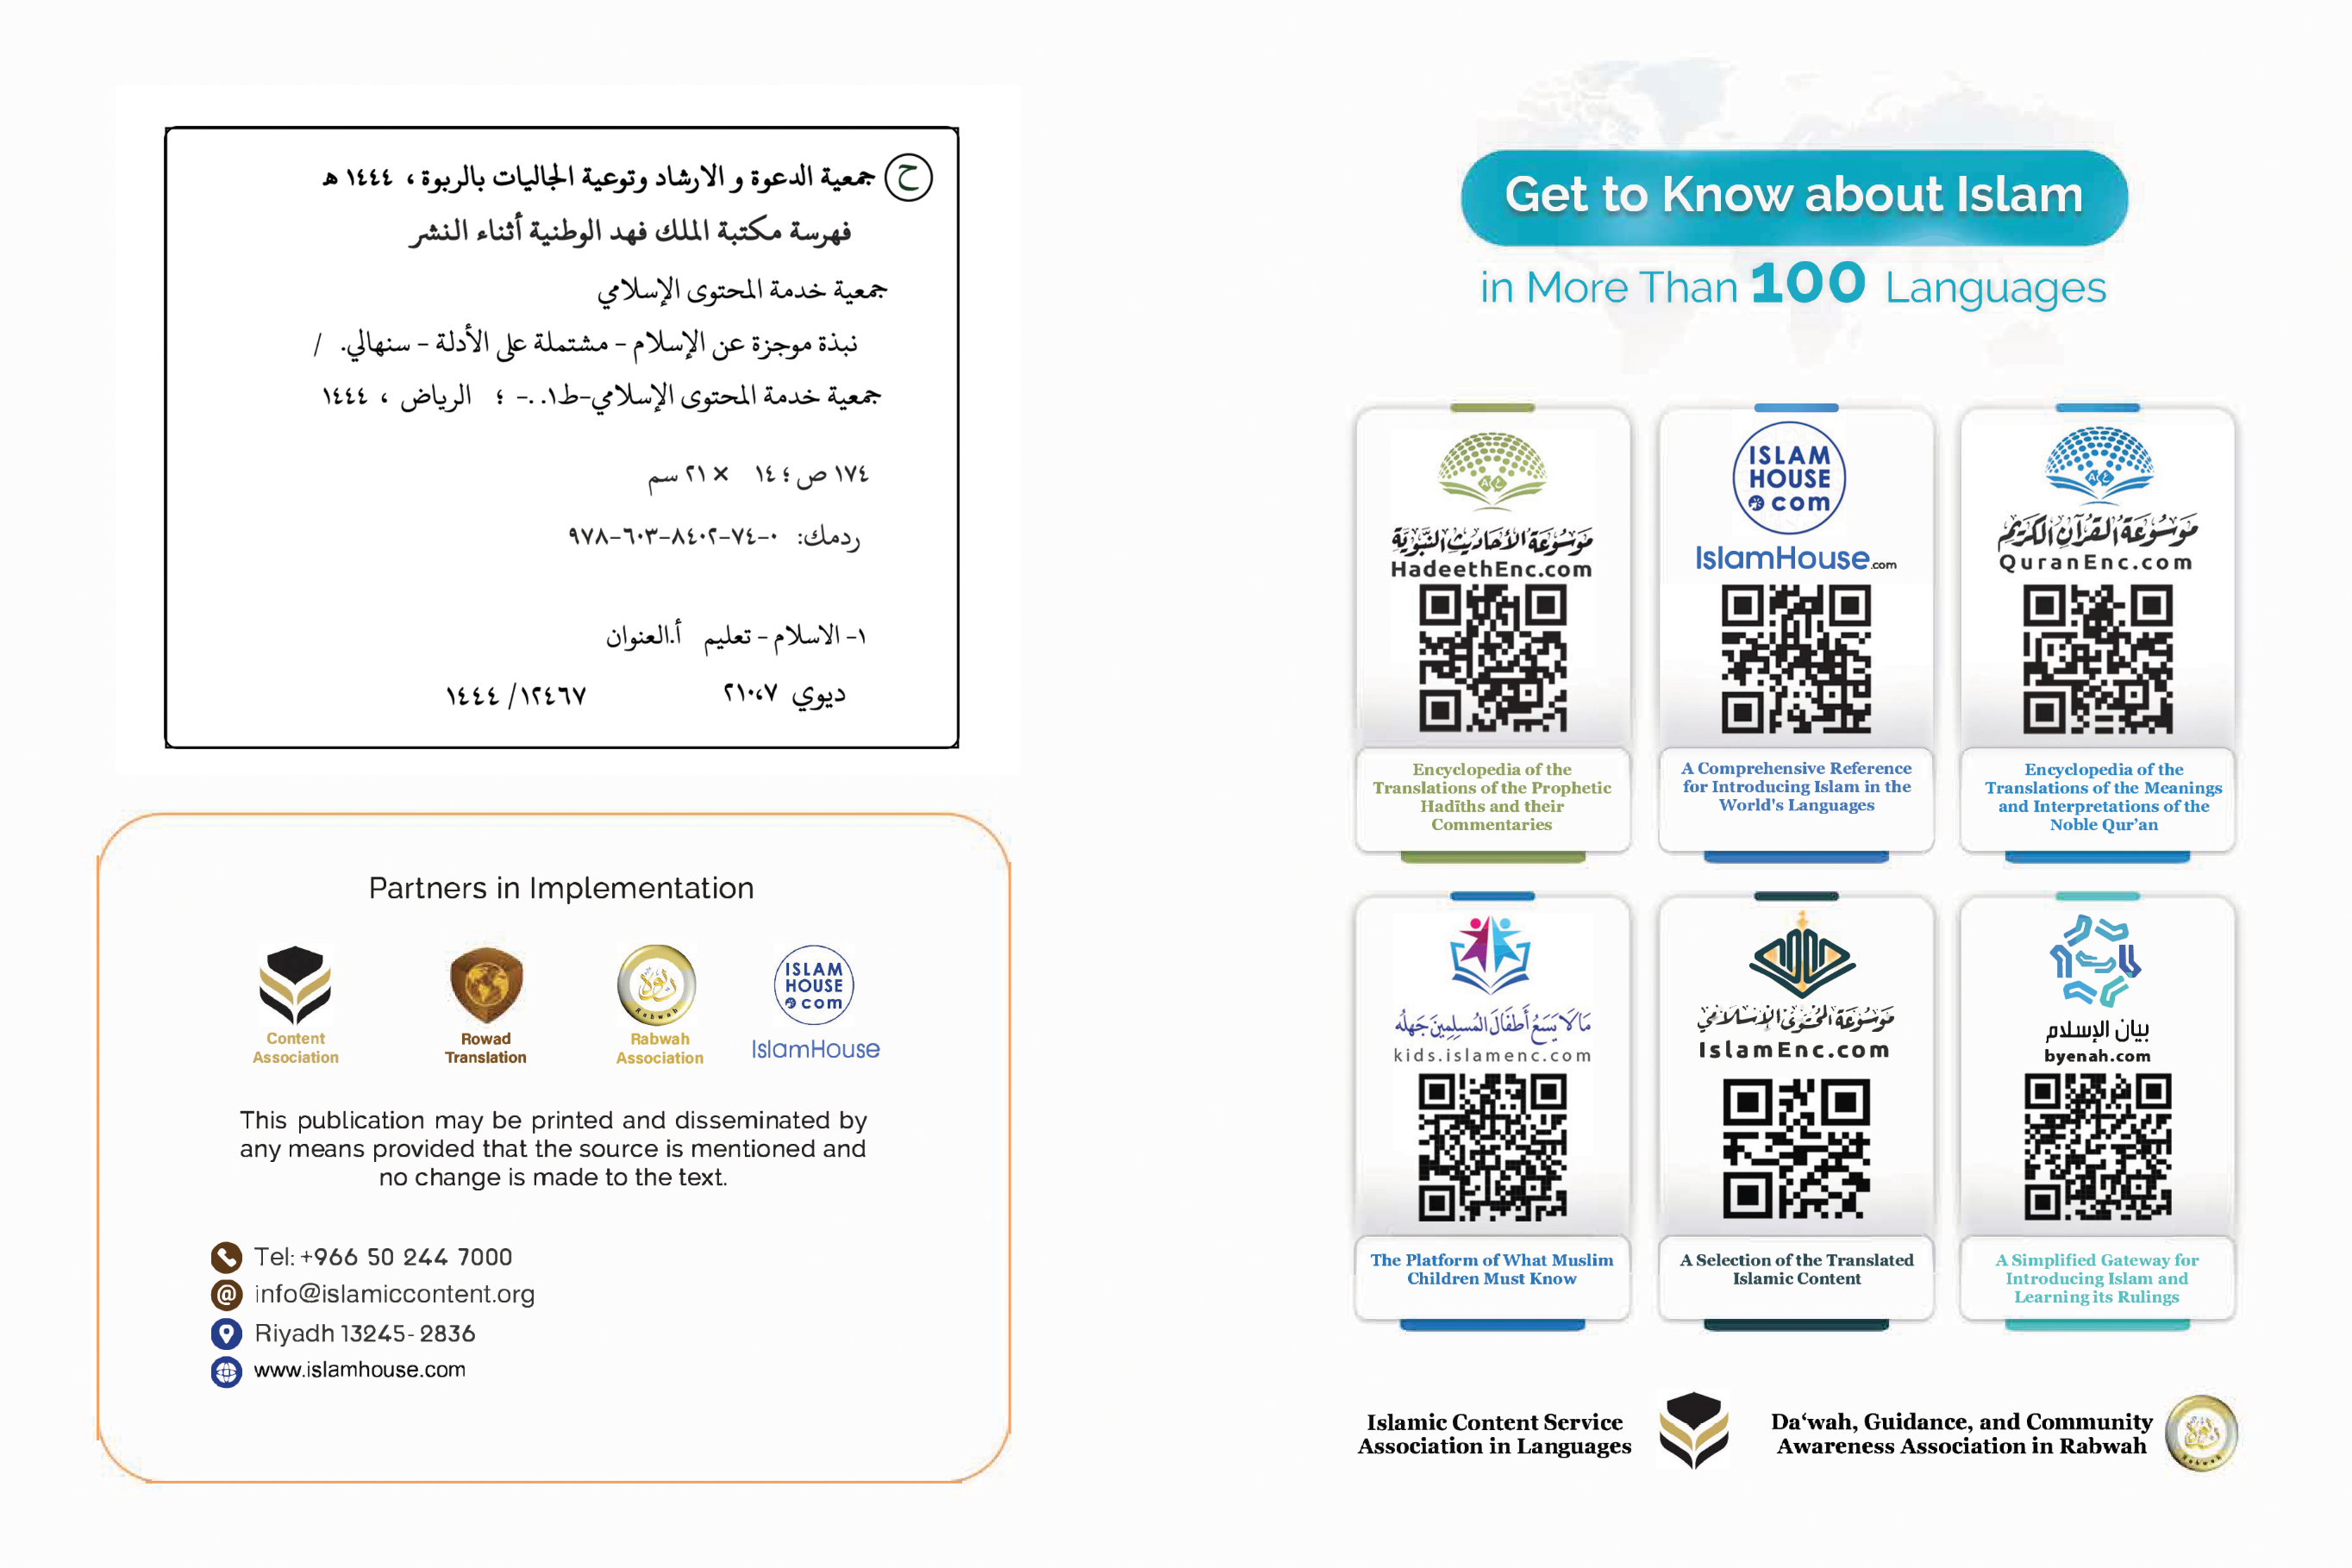 ح جمعية الدعوة و الارشاد وتوعية الجاليات بالربوة ، ١٤٤٤ هـ
فهرسة مكتبة الملك فهد الوطنية أثناء النشر
جمعية خدمة المحتوى الإسلامي
نبذة موجزة عن الإسلام - مشتملة على الأدلة - سنهالي. /
جمعية خدمة المحتوى الإسلامي-ط١. .- ؛ الرياض ، ١٤٤٤
١٧٤ ص ؛ ١٤ × ٢١ سم
ردمك: ٠-٧٤-٨٤٠٢-٦٠٣-٩٧٨
١- الاسلام - تعليم أ.العنوان
ديوي ٢١٠،٧ ١٢٤٦٧/ ١٤٤٤
Partners in Implementation
Content
Association
Rowad
Translation
Rabwah
Rabwah
Association
ISLAM
HOUSE
com
IslamHouse
This publication may be printed and disseminated by
any means provided that the source is mentioned and
no change is made to the text.
Tel: +966 50 244 7000
info@islamiccontent.org
Riyadh 13245- 2836
www.islamhouse.com
Get to Know about Islam
in More Than 100 Languages
موسوعة الأحاديث النبوية
HadeethEnc.com
Encyclopedia of the
Translations of the Prophetic
Hadīths and their
Commentaries
ISLAM
HOUSE
com
IslamHouse.com
A Comprehensive Reference
for Introducing Islam in the
World's Languages
موسوعة القرآن الكريم
QuranEnc.com
Encyclopedia of the
Translations of the Meanings
and Interpretations of the
Noble Qur’an
مَا لَا يَسَعُ أَطْفَالَ المُسلِمِينَ جَهلُه
kids.islamenc.com
The Platform of What Muslim
Children Must Know
موسوعة المحتوى الإسلامي
IslamEnc.com
A Selection of the Translated
Islamic Content
بيان الإسلام
byenah.com
A Simplified Gateway for
Introducing Islam and
Learning its Rulings
Islamic Content Service
Association in Languages
Da‘wah, Guidance, and Community
Awareness Association in Rabwah
Rabwah